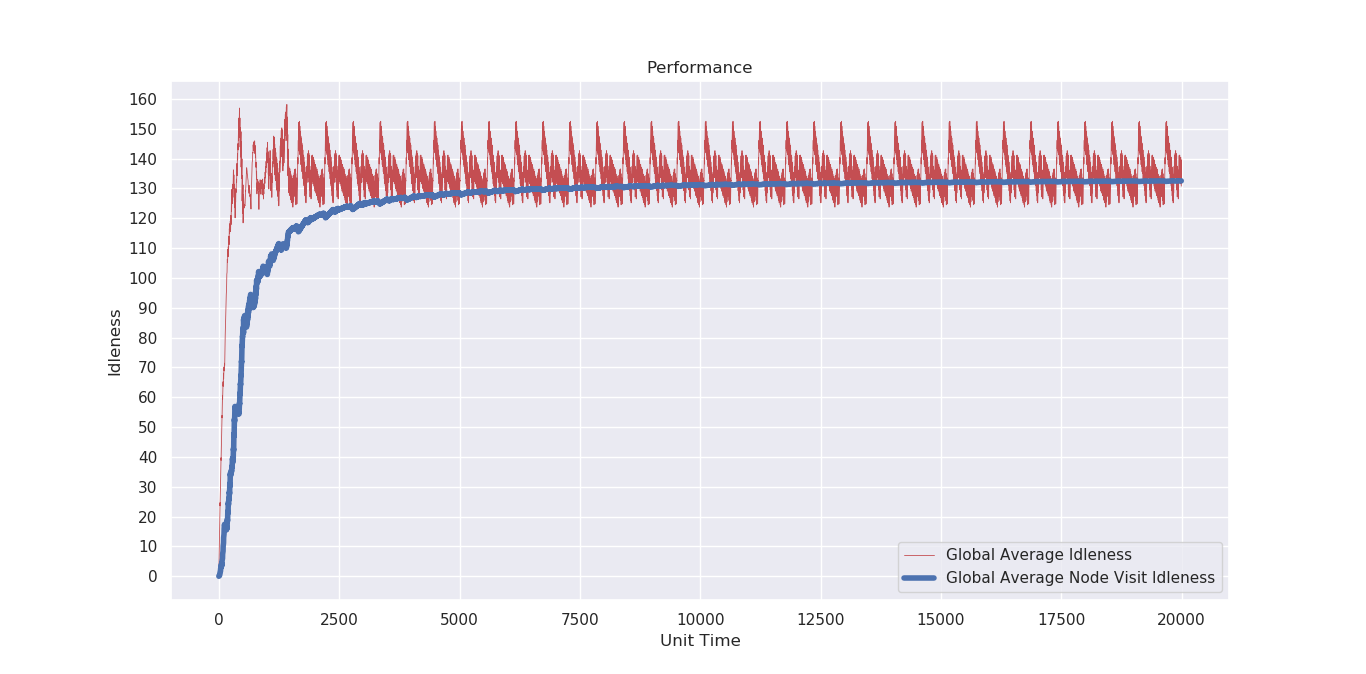 Performance
160
150
140
130
120
110
100
90
80
70
60
50
40
30
20
10
0
Idleness
Global Average Idleness
Global Average Node Visit Idleness
0 2500 5000 7500 10000 12500 15000 17500 20000
Unit Time